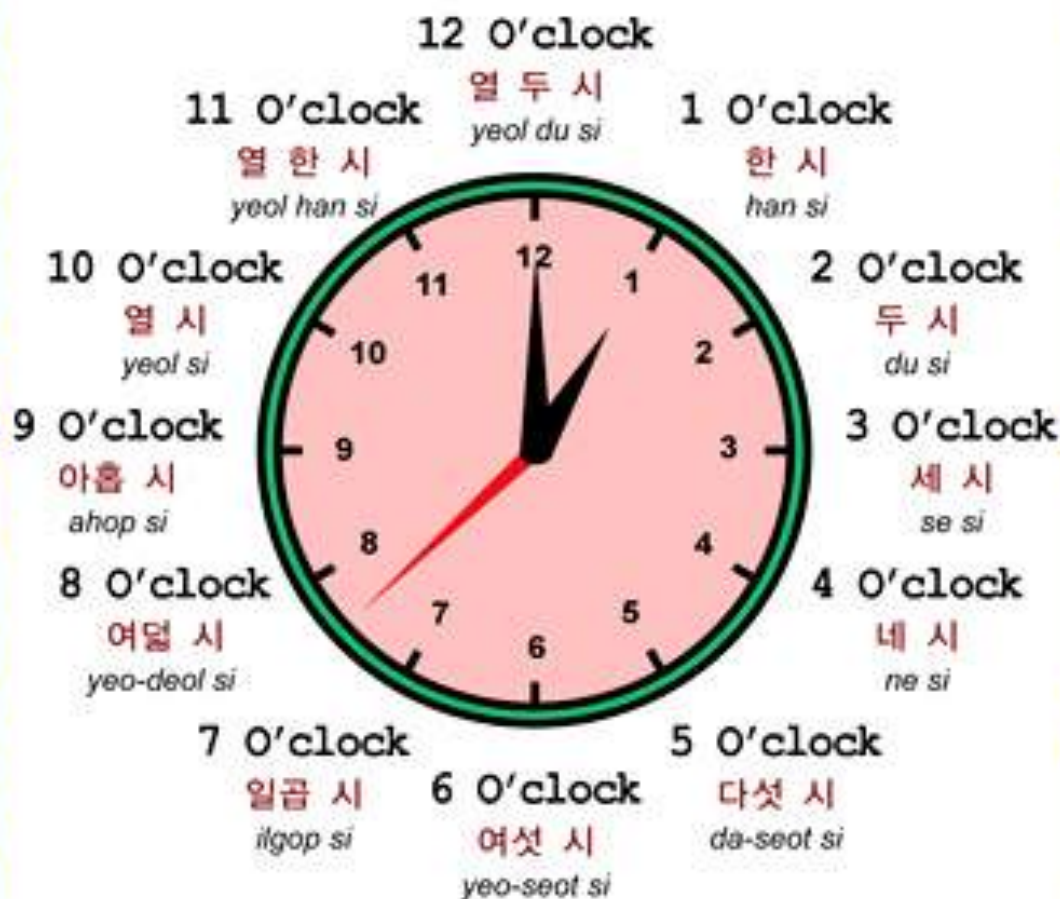 12 O'clock
열 두 시
yeol du si
1 O'clock
한 시
han si
2 O'clock
두 시
du si
3 O'clock
세 시
se si
4 O'clock
네 시
ne si
5 O'clock
다섯 시
da-seot si
6 O'clock
여섯 시
yeo-seot si
7 O'clock
일곱 시
ilgop si
8 O'clock
여덟 시
yeo-deol si
9 O'clock
아홉 시
ahop si
10 O'clock
열 시
yeol si
11 O'clock
열 한 시
yeol han si
12
1
2
3
4
5
6
7
8
9
10
11